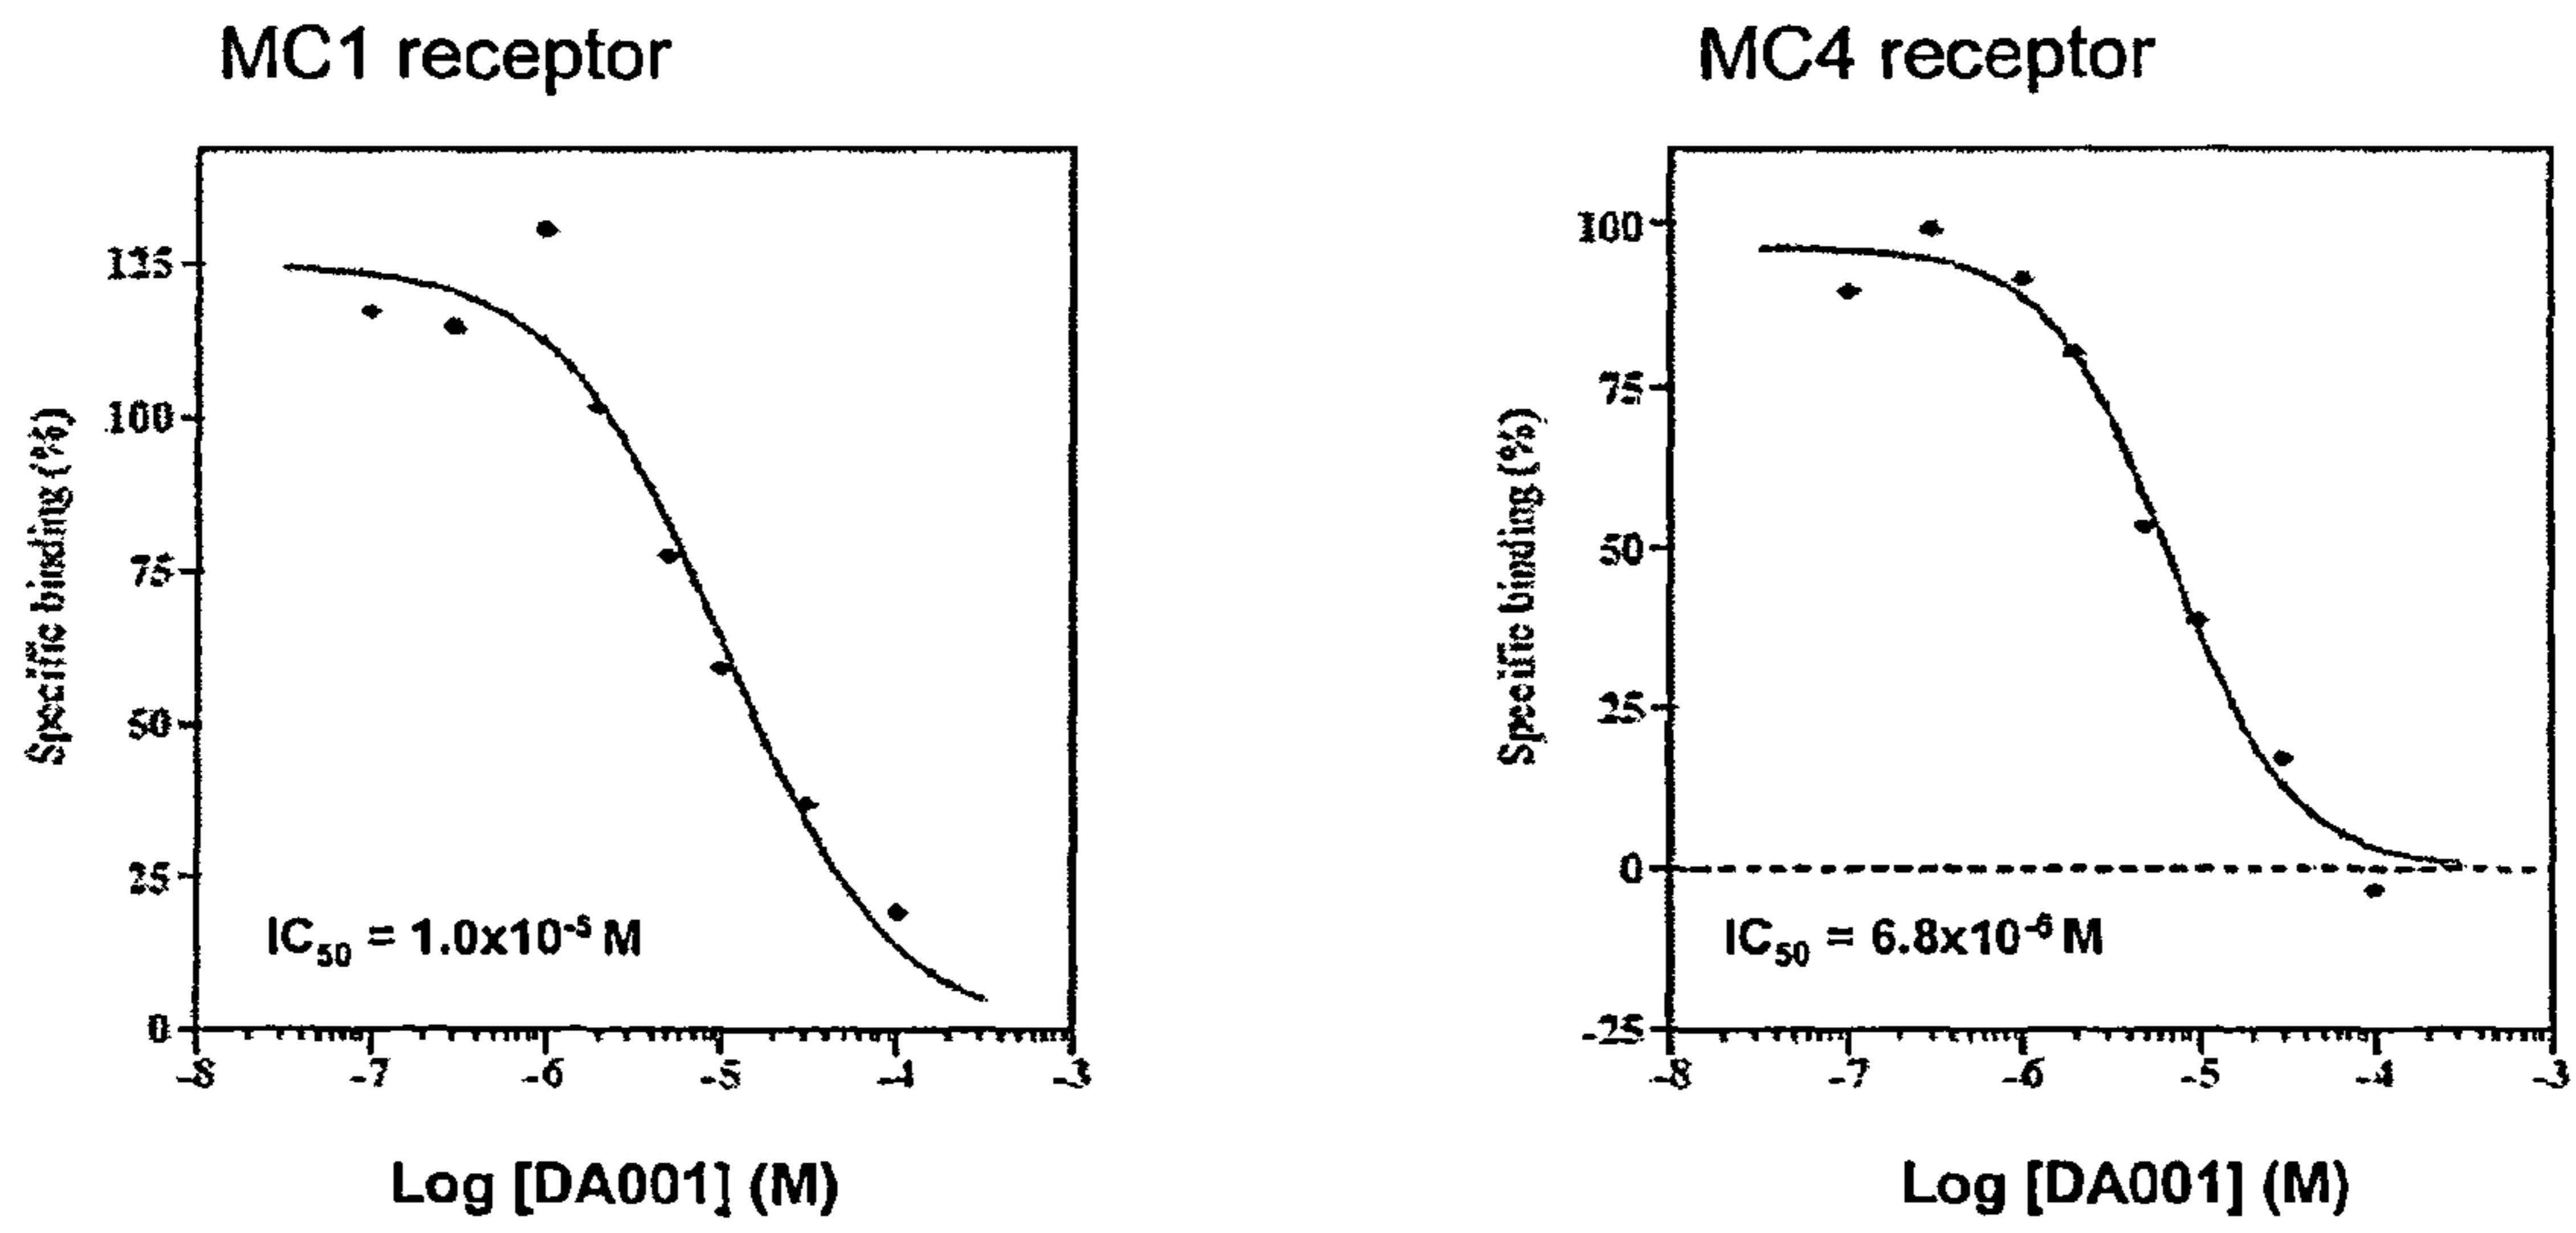 MC1 receptor
125
100
75
50
25
0
Specific binding (%)
IC50 = 1.0x10-5 M
-8 -7 -6 -5 -4 -3
Log [DA001] (M)
MC4 receptor
100
75
50
25
0
-25
Specific binding (%)
IC50 = 6.8x10-6 M
-8 -7 -6 -5 -4 -3
Log [DA001] (M)